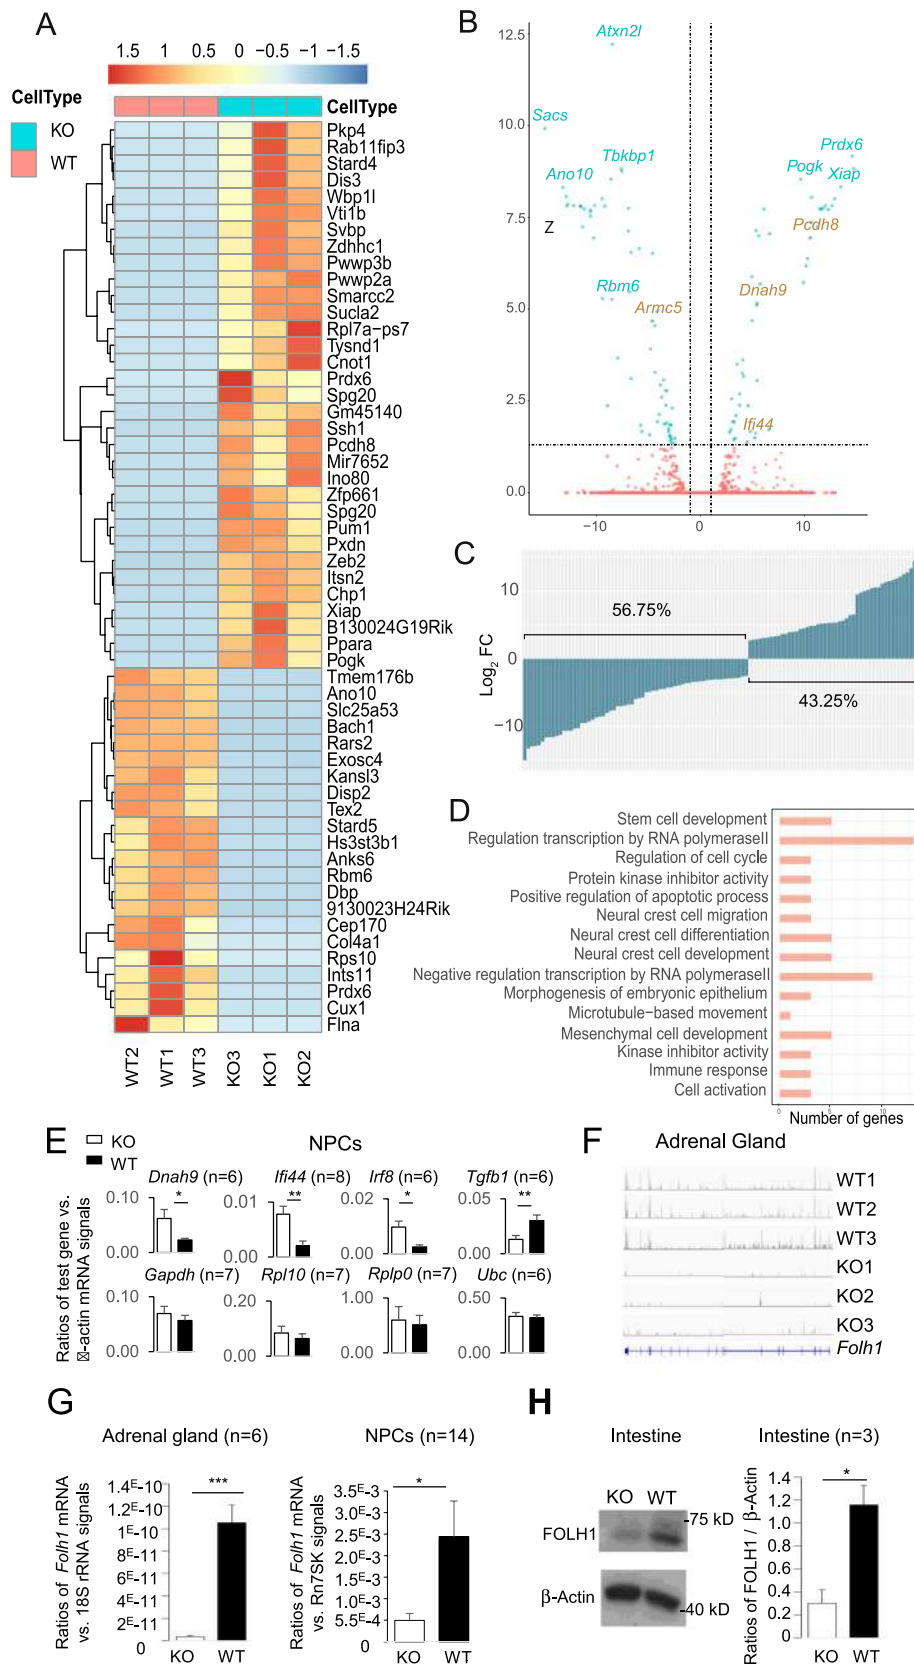 A
1.5 1 0.5 0 −0.5 −1 −1.5
CellType
KO
WT
CellType
Pkp4
Rab11fip3
Stard4
Dis3
Wbp1l
Vti1b
Svbp
Zdhhc1
Pwwp3b
Pwwp2a
Smarcc2
Sucla2
Rpl7a−ps7
Tysnd1
Cnot1
Prdx6
Spg20
Gm45140
Ssh1
Pcdh8
Mir7652
Ino80
Zfp661
Spg20
Pum1
Pxdn
Zeb2
Itsn2
Chp1
Xiap
B130024G19Rik
Ppara
Pogk
Tmem176b
Ano10
Slc25a53
Bach1
Rars2
Exosc4
Kansl3
Disp2
Tex2
Stard5
Hs3st3b1
Anks6
Rbm6
Dbp
9130023H24Rik
Cep170
Col4a1
Rps10
Ints11
Prdx6
Cux1
Flna
WT2 WT1 WT3 KO3 KO1 KO2
B
12.5
10.0
7.5
5.0
2.5
0.0
Z
Atxn2l
Sacs
Tbkbp1
Ano10
Prdx6
Pogk
Xiap
Pcdh8
Rbm6
Armc5
Dnah9
Ifi44
−10 0 10
C
Log2 FC
10
0
−10
56.75%
43.25%
D
Stem cell development
Regulation transcription by RNA polymeraseII
Regulation of cell cycle
Protein kinase inhibitor activity
Positive regulation of apoptotic process
Neural crest cell migration
Neural crest cell differentiation
Neural crest cell development
Negative regulation transcription by RNA polymeraseII
Morphogenesis of embryonic epithelium
Microtubule−based movement
Mesenchymal cell development
Kinase inhibitor activity
Immune response
Cell activation
0 5 10
Number of genes
E
KO
WT
NPCs
Ratios of test gene vs.
☒-actin mRNA signals
Dnah9 (n=6) Ifi44 (n=8) Irf8 (n=6) Tgfb1 (n=6)
0.10 0.01 0.02 0.05
* ** * **
0.00 0.00 0.00 0.00
Gapdh (n=7) Rpl10 (n=7) Rplp0 (n=7) Ubc (n=6)
0.10 0.20 1.00 0.50
0.00 0.00 0.00 0.00
F
Adrenal Gland
WT1
WT2
WT3
KO1
KO2
KO3
Folh1
G
Adrenal gland (n=6)
Ratios of Folh1 mRNA
vs. 18S rRNA signals
1.4E-10
1.2E-10
1E-10
8E-11
6E-11
4E-11
2E-11
0
***
KO WT
NPCs (n=14)
Ratios of Folh1 mRNA
vs. Rn7SK signals
3.5E-3
3.0E-3
2.5E-3
2.0E-3
1.5E-3
1.0E-3
5.5E-4
0
*
KO WT
H
Intestine
KO WT
FOLH1
-75 kD
β-Actin
-40 kD
Intestine (n=3)
Ratios of FOLH1 / β-Actin
1.4
1.2
1.0
0.8
0.6
0.4
0.2
0
*
KO WT